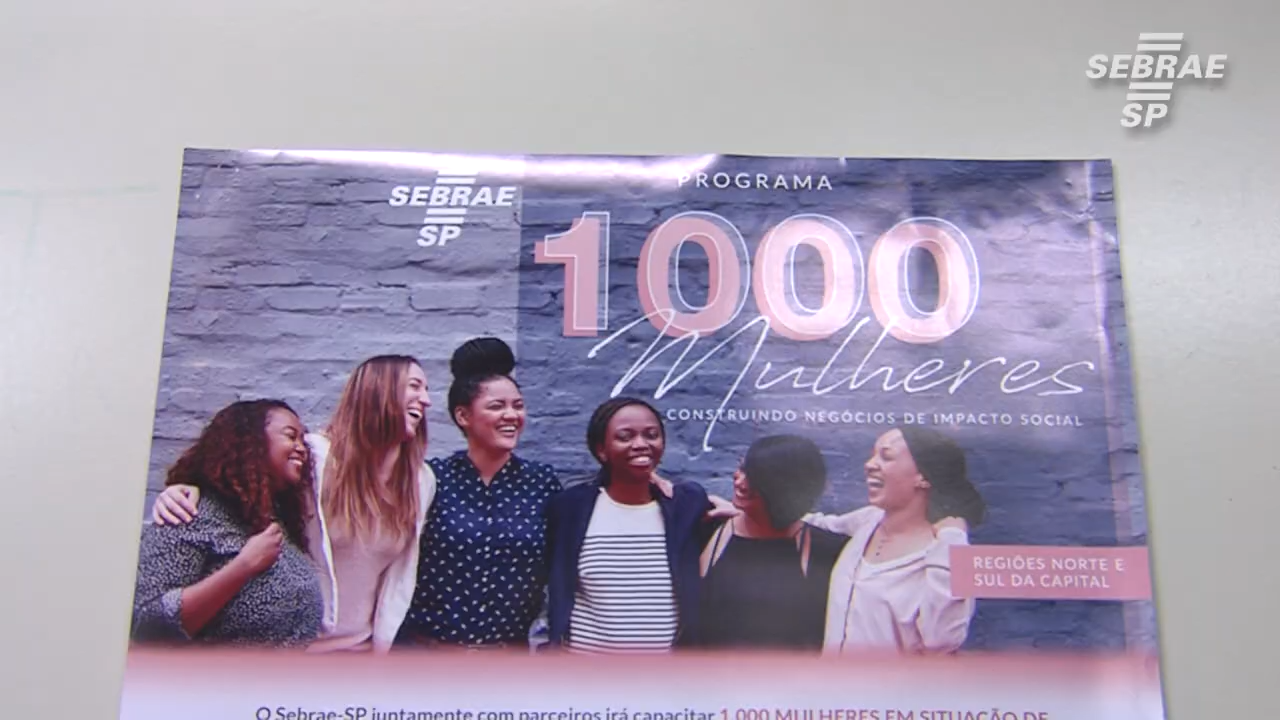 SEBRAE
SP
SEBRAE
SP
PROGRAMA
1000
Mulheres
CONSTRUINDO NEGÓCIOS DE IMPACTO SOCIAL
REGIÕES NORTE E
SUL DA CAPITAL
O Sebrae-SP juntamente com parceiros irá capacitar 1.000 MULHERES EM SITUAÇÃO DE